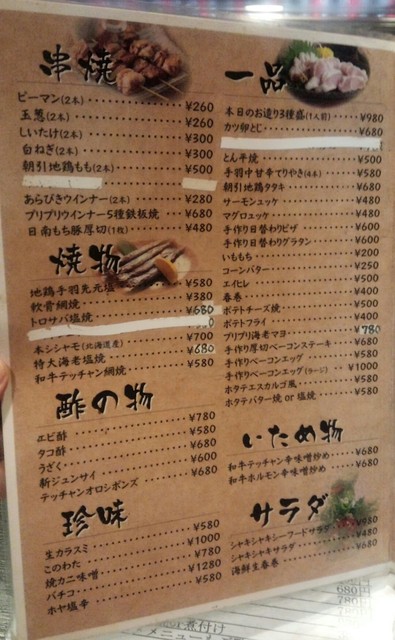 串焼
ピーマン(2本) ¥260
玉葱(2本) ¥260
しいたけ(2本) ¥300
白ねぎ(2本) ¥300
朝引地鶏もも(2本) ¥500
あらびきウインナー(2本) ¥280
プリプリウインナー5種鉄板焼 ¥680
日南もち豚厚切(1枚) ¥480
焼物
地鶏手羽先元塩 ¥580
軟骨網焼 ¥380
トロサバ塩焼
本シシャモ(北海道産) ¥700
特大海老塩焼 ¥680
和牛テッチャン網焼 ¥580
酢の物
エビ酢 ¥780
タコ酢 ¥580
うざく ¥680
新ジュンサイ ¥600
テッチャンオロシポンズ ¥680
珍味
生カラスミ ¥580
このわた ¥1000
焼カニ味噌 ¥780
バチコ ¥1280
ホヤ塩辛 ¥580
一品
本日のお造り3種盛(1人前) ¥980
カツ卵とじ ¥680
とん平焼 ¥500
手羽中甘辛てりやき(4本) ¥580
朝引地鶏タタキ ¥680
サーモンユッケ ¥480
マグロユッケ ¥480
手作り日替わりピザ ¥600
手作り日替わりグラタン ¥600
いももち ¥200
コーンバター ¥250
エイヒレ ¥500
春巻 ¥400
ポテトチーズ焼 ¥500
ポテトフライ ¥400
プリプリ海老マヨ ¥780
手作り厚切ベーコンステーキ ¥680
手作りベーコンエッグ ¥580
手作りベーコンエッグ(ラージ) ¥1000
ホタテエスカルゴ風 ¥580
ホタテバター焼 or 塩焼 ¥580
いため物
和牛テッチャン辛味噌炒め ¥680
和牛ホルモン辛味噌炒め ¥680
サラダ
シャキシャキシーフードサラダ ¥980
シャキシャキサラダ ¥480
海鮮生春巻 ¥680
煮付け
680円
780円